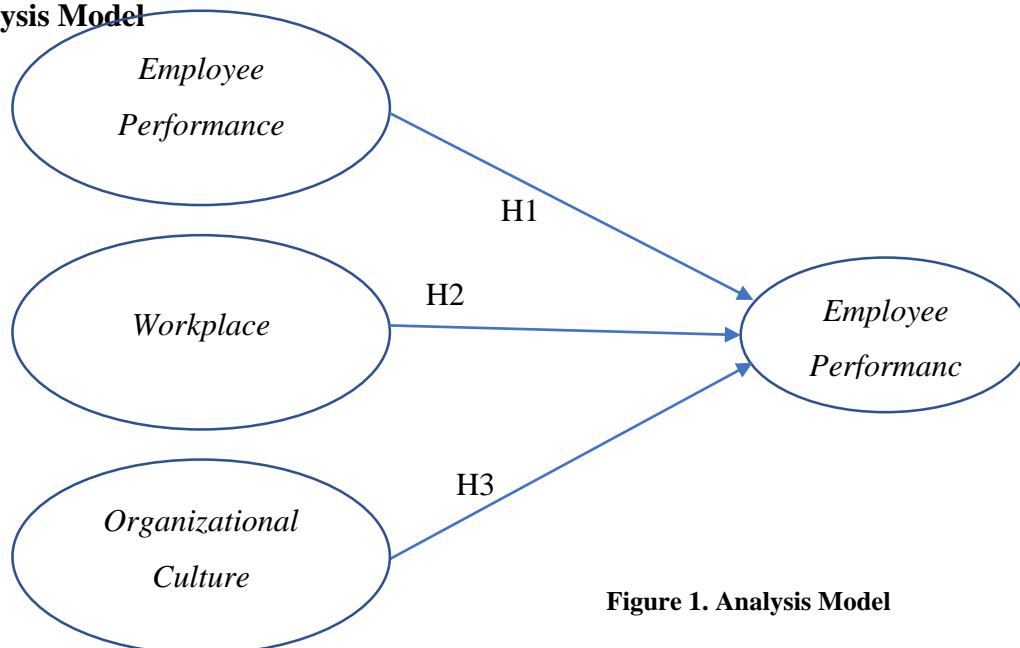 ysis Model
Employee
Performance
H1
H2
Workplace
Employee
Performanc
H3
Organizational
Culture
Figure 1. Analysis Model